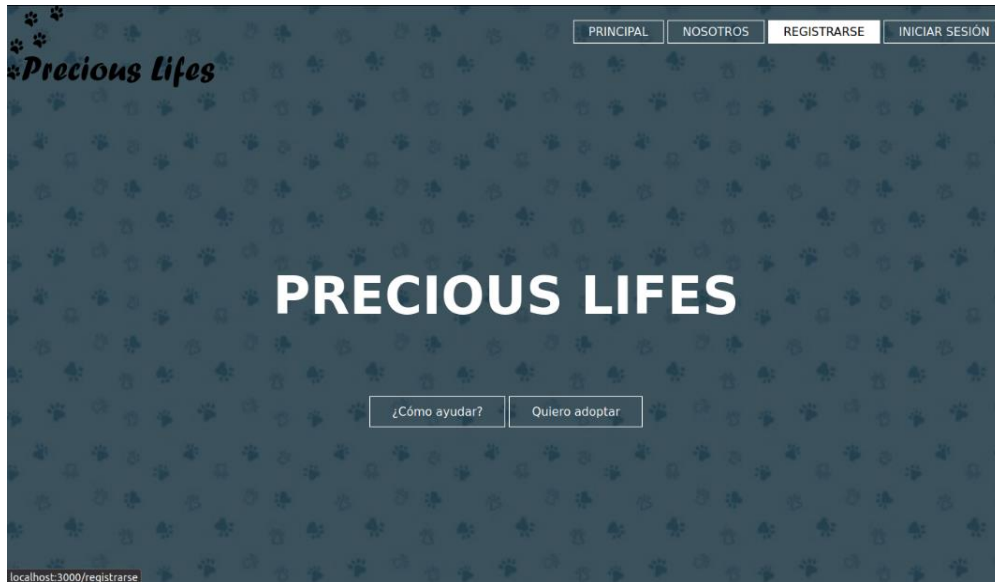 Precious Lifes
PRINCIPAL NOSOTROS REGISTRARSE INICIAR SESIÓN
PRECIOUS LIFES
¿Cómo ayudar? Quiero adoptar
localhost:3000/registrarse